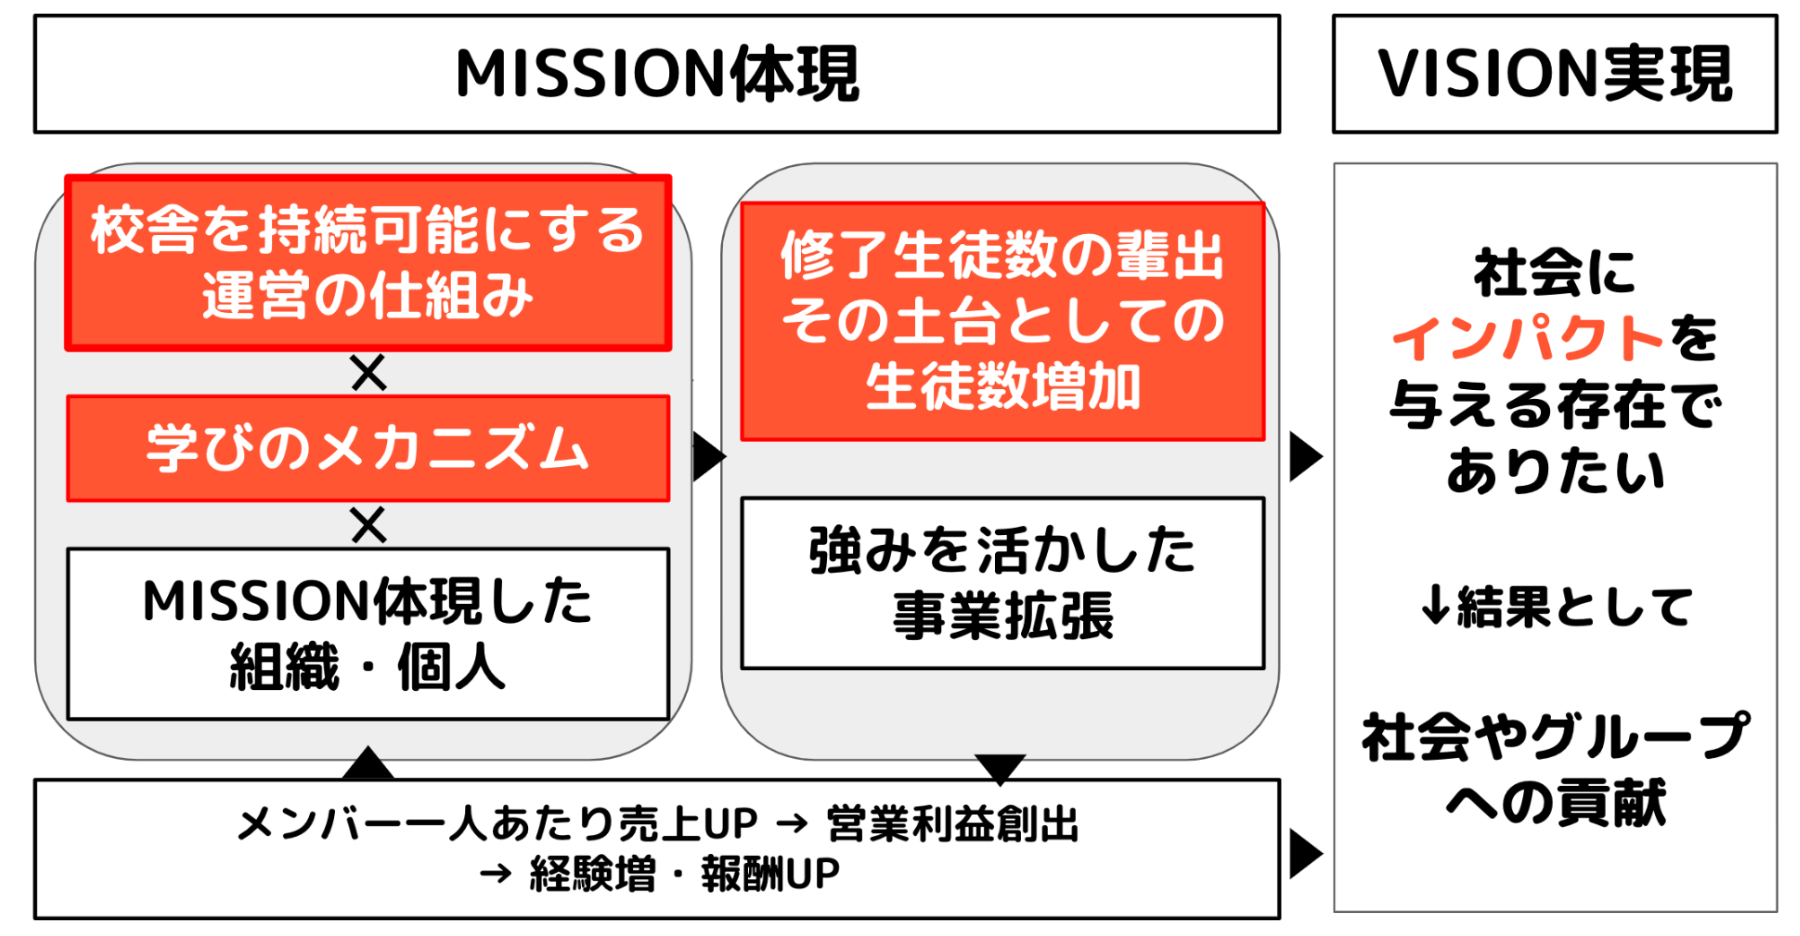 MISSION体現
VISION実現
校舎を持続可能にする
運営の仕組み
×
学びのメカニズム
×
MISSION体現した
組織・個人
修了生徒数の輩出
その土台としての
生徒数増加
強みを活かした
事業拡張
メンバー一人あたり売上UP → 営業利益創出
→ 経験増・報酬UP
社会に
インパクトを
与える存在で
ありたい
↓結果として
社会やグループ
への貢献